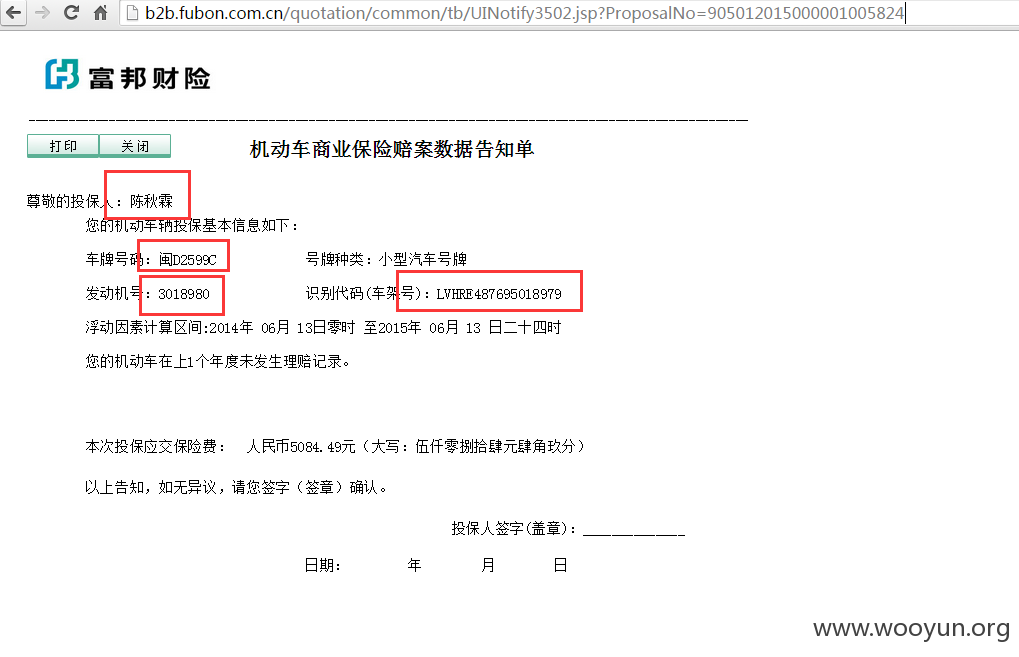 b2b.fubon.com.cn/quotation/common/tb/UINotify3502.jsp?ProposalNo=905012015000001005824
富邦财险
打印 关闭 机动车商业保险赔案数据告知单
尊敬的投保人：陈秋霖
您的机动车辆投保基本信息如下：
车牌号码：闽D2599C 号牌种类：小型汽车号牌
发动机号：3018980 识别代码(车架号)：LVHRE487695018979
浮动因素计算区间:2014年 06月 13日零时 至2015年 06月 13 日二十四时
您的机动车在上1个年度未发生理赔记录。
本次投保应交保险费： 人民币5084.49元（大写：伍仟零捌拾肆元肆角玖分）
以上告知，如无异议，请您签字（签章）确认。
投保人签字(盖章)：______________
日期： 年 月 日
www.wooyun.org